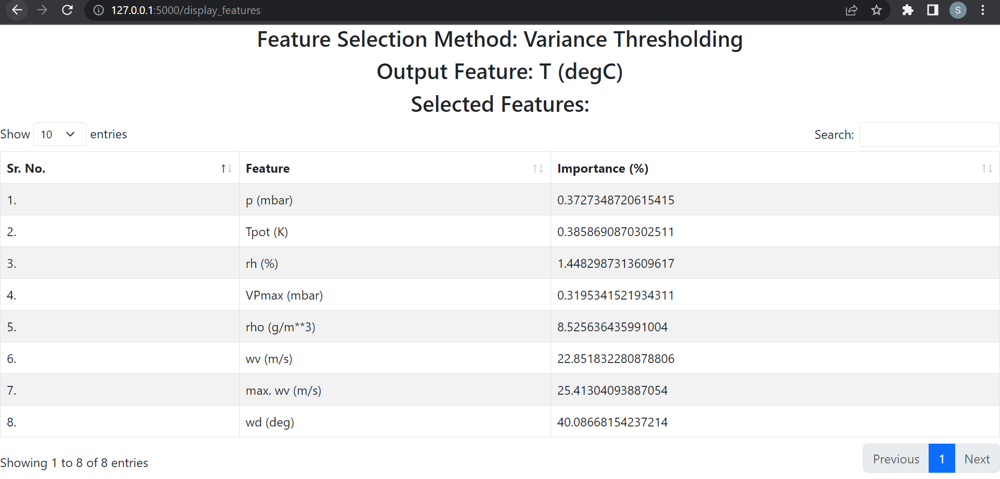 127.0.0.1:5000/display_features
S
Feature Selection Method: Variance Thresholding
Output Feature: T (degC)
Selected Features:
Show 10 entries Search:
Sr. No. Feature Importance (%)
1. p (mbar) 0.3727348720615415
2. Tpot (K) 0.3858690870302511
3. rh (%) 1.4482987313609617
4. VPmax (mbar) 0.3195341521934311
5. rho (g/m**3) 8.525636435991004
6. wv (m/s) 22.851832280878806
7. max. wv (m/s) 25.41304093887054
8. wd (deg) 40.08668154237214
Showing 1 to 8 of 8 entries Previous 1 Next